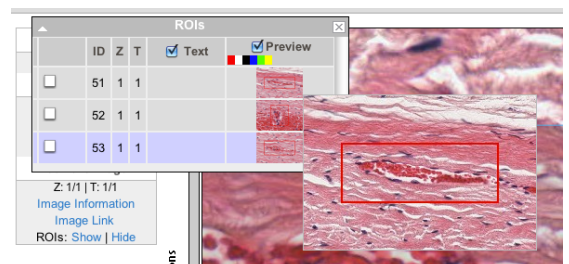 ROIs
ID Z T Text Preview
51 1 1
52 1 1
53 1 1
Z: 1/1 | T: 1/1
Image Information
Image Link
ROIs: Show | Hide
ons